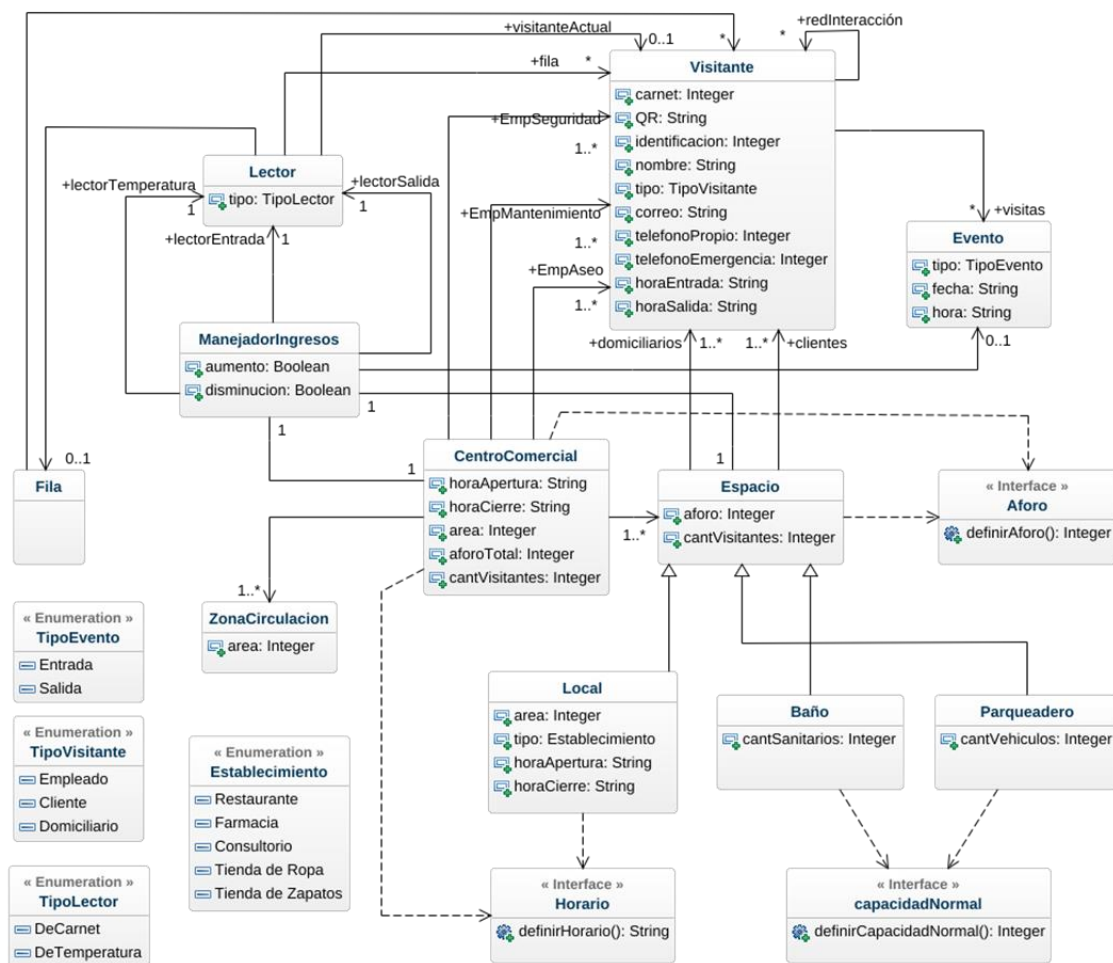 +visitanteActual
0..1
*
*
+redInteracción
+fila
*
Visitante
carnet: Integer
QR: String
identificacion: Integer
nombre: String
tipo: TipoVisitante
correo: String
telefonoPropio: Integer
telefonoEmergencia: Integer
horaEntrada: String
horaSalida: String
+EmpSeguridad
1..*
+EmpMantenimiento
1..*
+EmpAseo
1..*
+domiciliarios
1..*
1..*
+clientes
Lector
tipo: TipoLector
+lectorTemperatura
1
+lectorSalida
1
+lectorEntrada
1
*
+visitas
Evento
tipo: TipoEvento
fecha: String
hora: String
0..1
ManejadorIngresos
aumento: Boolean
disminucion: Boolean
1
1
1
1
0..1
Fila
CentroComercial
horaApertura: String
horaCierre: String
area: Integer
aforoTotal: Integer
cantVisitantes: Integer
1..*
Espacio
aforo: Integer
cantVisitantes: Integer
« Interface »
Aforo
definirAforo(): Integer
1..*
ZonaCirculacion
area: Integer
« Enumeration »
TipoEvento
Entrada
Salida
« Enumeration »
TipoVisitante
Empleado
Cliente
Domiciliario
« Enumeration »
TipoLector
DeCarnet
DeTemperatura
« Enumeration »
Establecimiento
Restaurante
Farmacia
Consultorio
Tienda de Ropa
Tienda de Zapatos
Local
area: Integer
tipo: Establecimiento
horaApertura: String
horaCierre: String
Baño
cantSanitarios: Integer
Parqueadero
cantVehiculos: Integer
« Interface »
Horario
definirHorario(): String
« Interface »
capacidadNormal
definirCapacidadNormal(): Integer